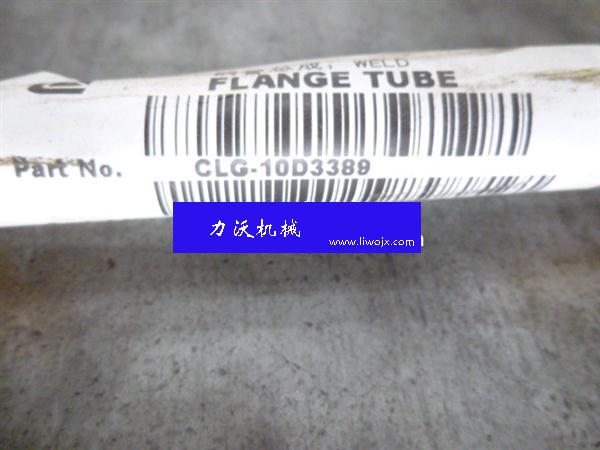 WELD
FLANGE TUBE
Part No. CLG-10D3389
力沃机械
www.liwojx.com